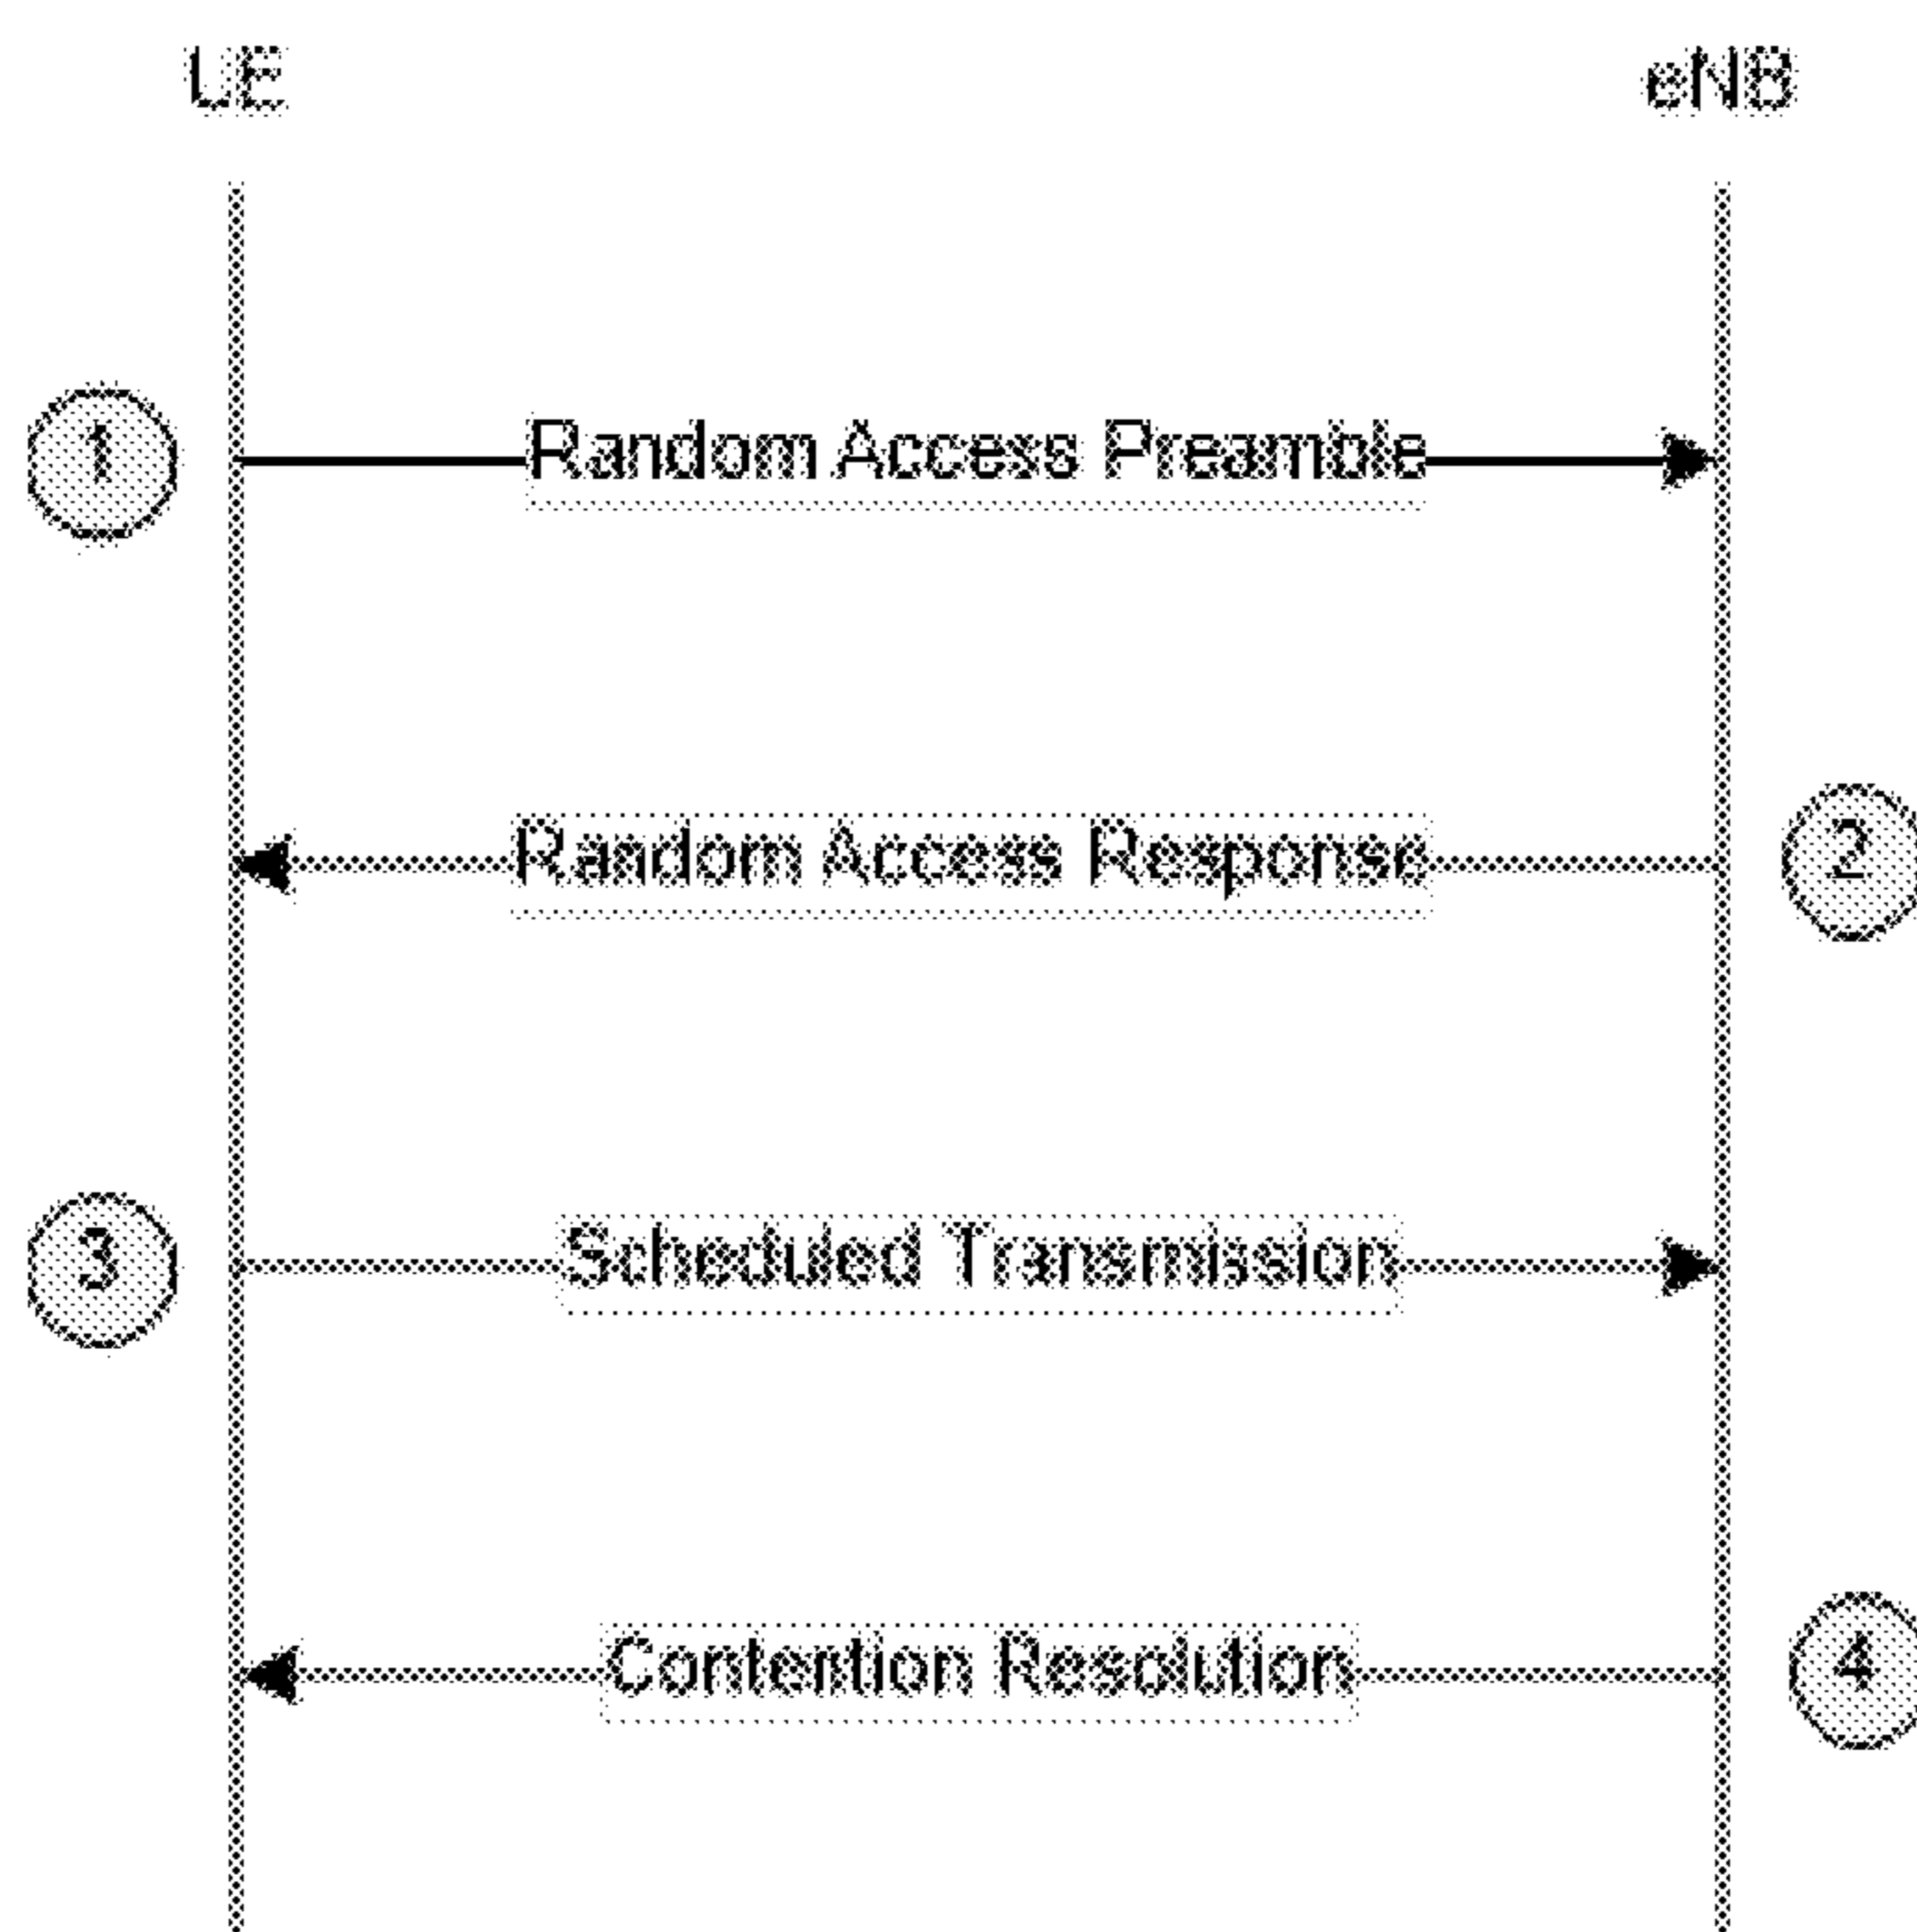 UE eNB
1 Random Access Preamble
Random Access Response 2
3 Scheduled Transmission
Contention Resolution 4